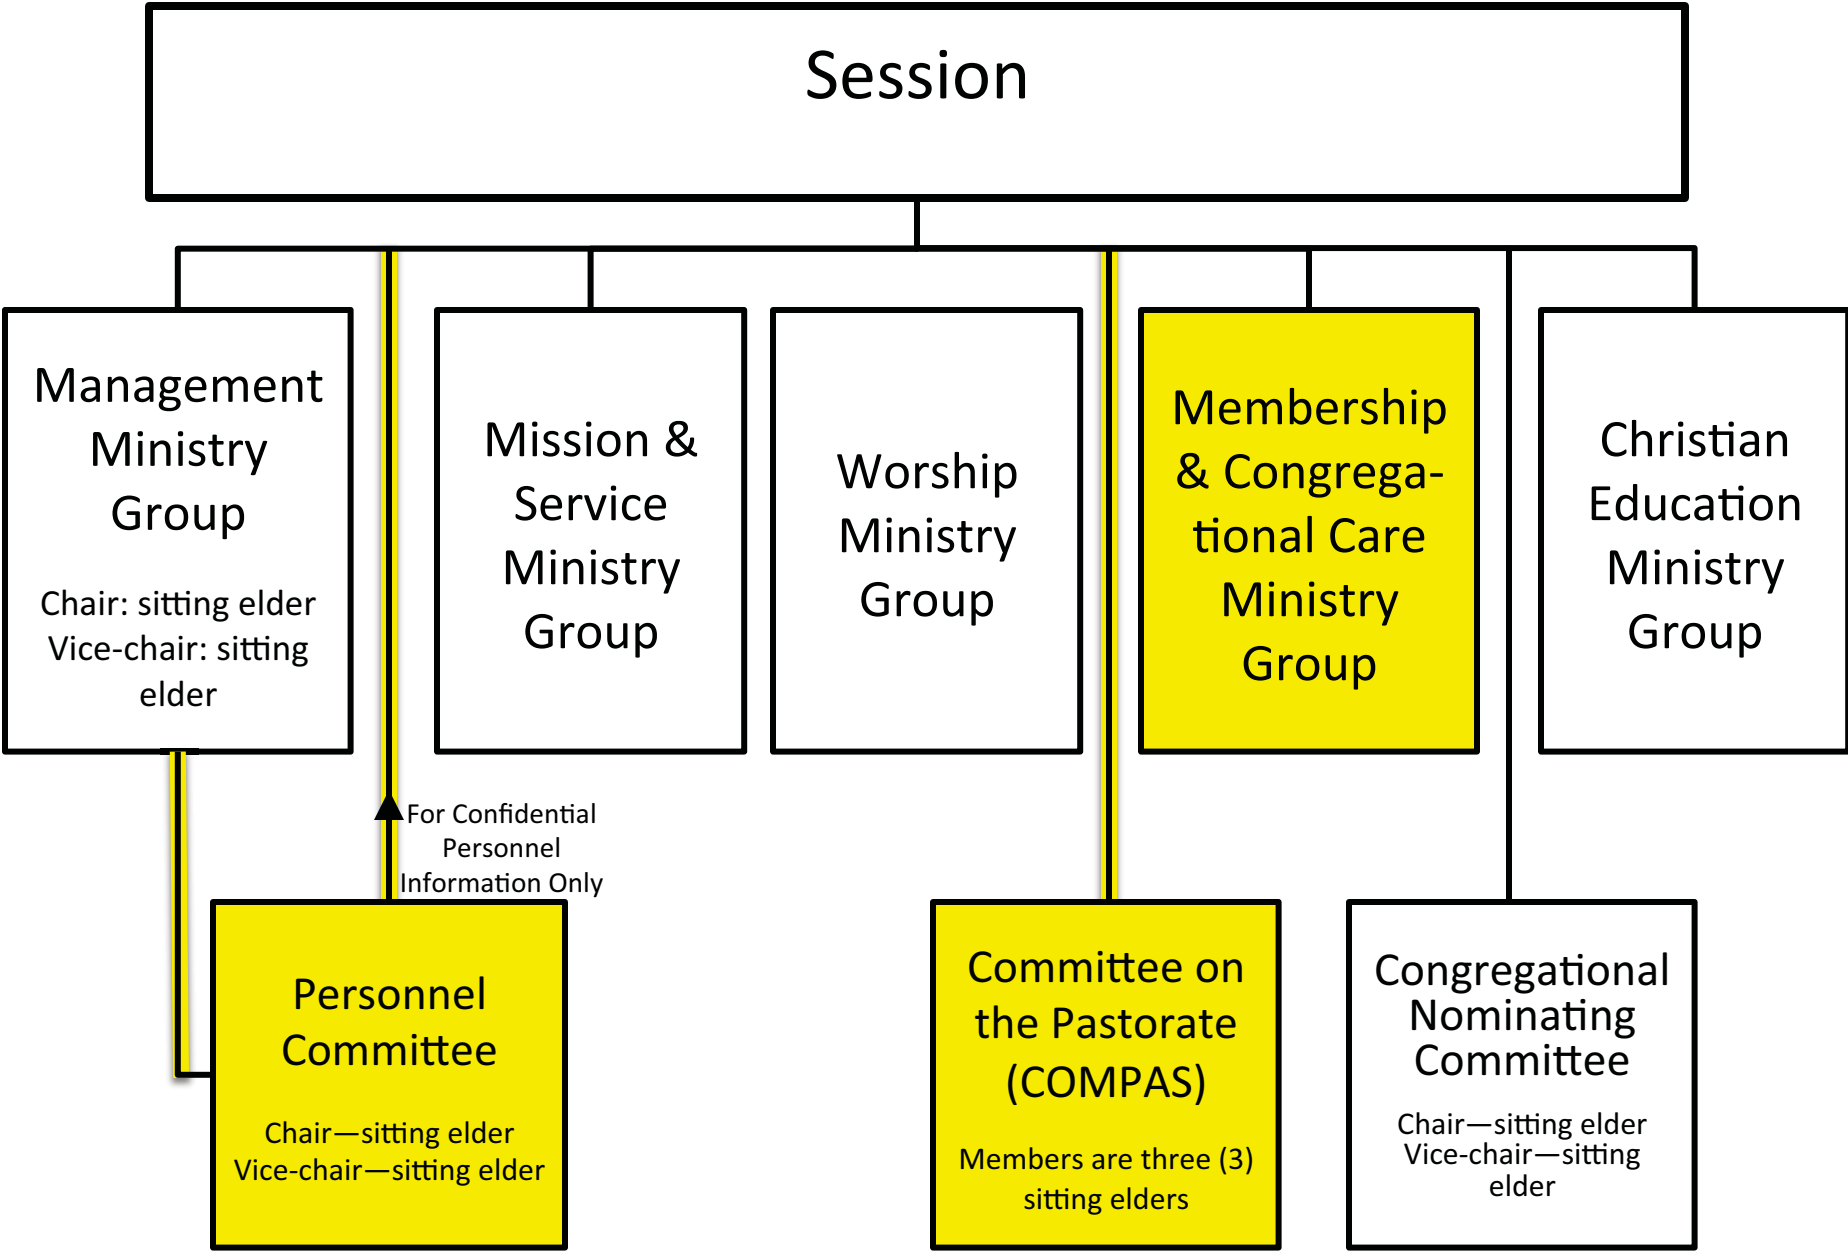 Session
Management
Ministry
Group
Chair: sitting elder
Vice-chair: sitting
elder
Mission &
Service
Ministry
Group
Worship
Ministry
Group
Membership
& Congrega-
tional Care
Ministry
Group
Christian
Education
Ministry
Group
For Confidential
Personnel
Information Only
Personnel
Committee
Chair—sitting elder
Vice-chair—sitting elder
Committee on
the Pastorate
(COMPAS)
Members are three (3)
sitting elders
Congregational
Nominating
Committee
Chair—sitting elder
Vice-chair—sitting
elder